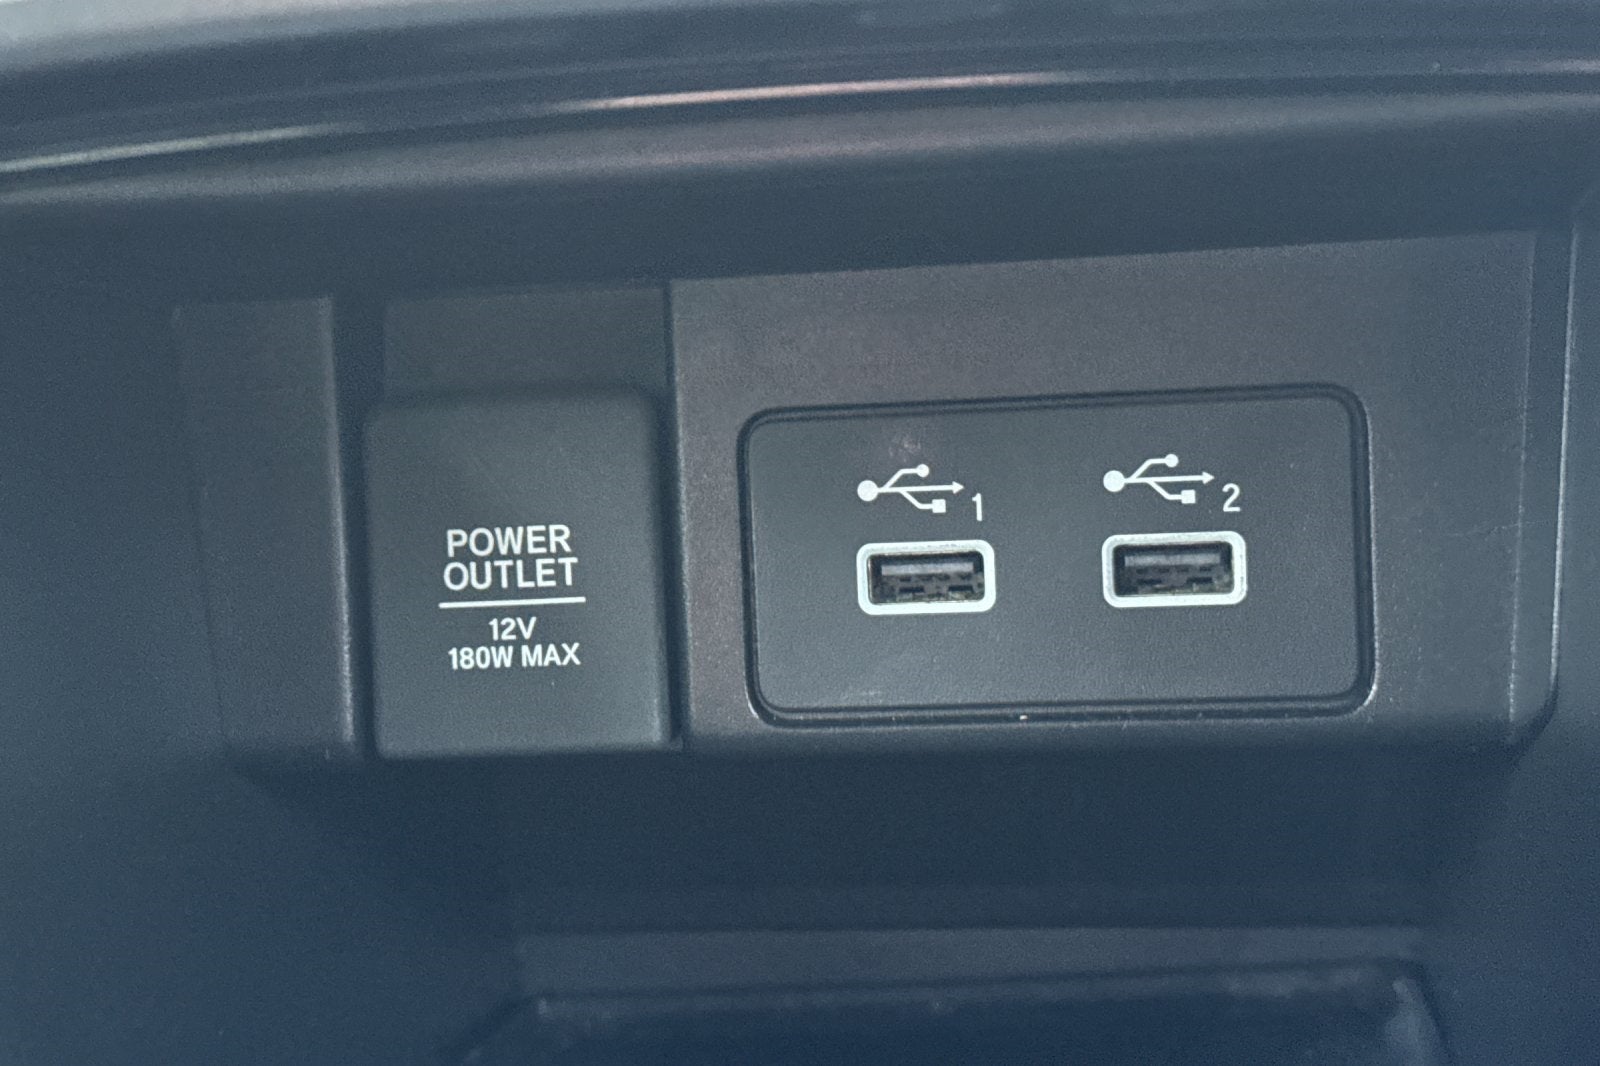 POWER
OUTLET
12V
180W MAX
1
2